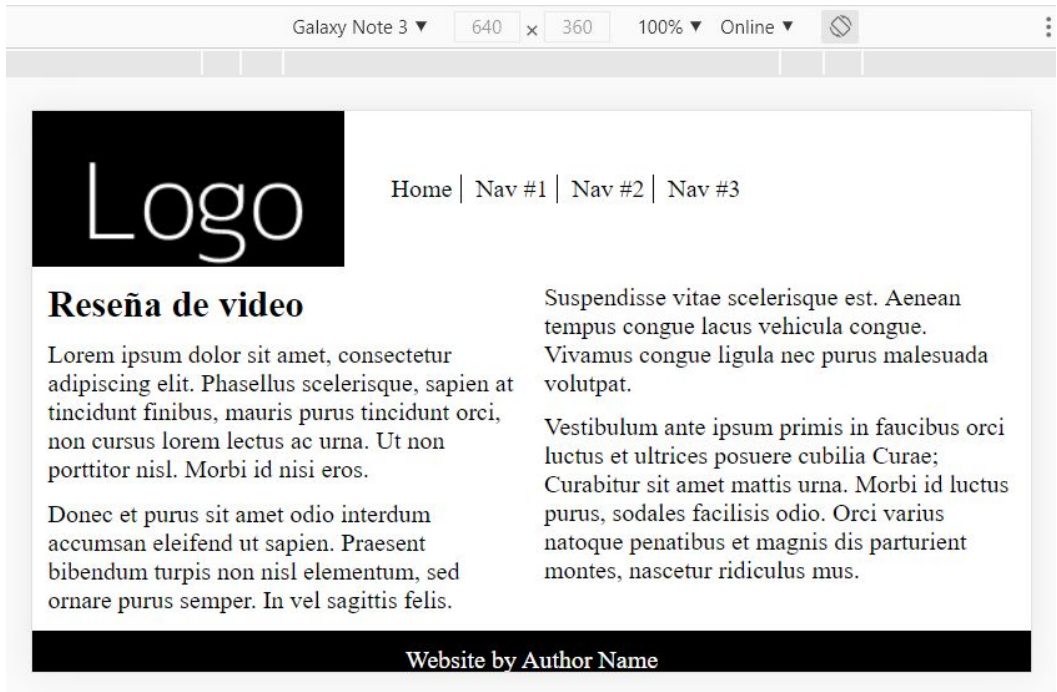 Galaxy Note 3 ▼ 640 × 360 100% ▼ Online ▼
Logo
Home | Nav #1 | Nav #2 | Nav #3
Reseña de video
Lorem ipsum dolor sit amet, consectetur
adipiscing elit. Phasellus scelerisque, sapien at
tincidunt finibus, mauris purus tincidunt orci,
non cursus lorem lectus ac urna. Ut non
porttitor nisl. Morbi id nisi eros.
Donec et purus sit amet odio interdum
accumsan eleifend ut sapien. Praesent
bibendum turpis non nisl elementum, sed
ornare purus semper. In vel sagittis felis.
Suspendisse vitae scelerisque est. Aenean
tempus congue lacus vehicula congue.
Vivamus congue ligula nec purus malesuada
volutpat.
Vestibulum ante ipsum primis in faucibus orci
luctus et ultrices posuere cubilia Curae;
Curabitur sit amet mattis urna. Morbi id luctus
purus, sodales facilisis odio. Orci varius
natoque penatibus et magnis dis parturient
montes, nascetur ridiculus mus.
Website by Author Name